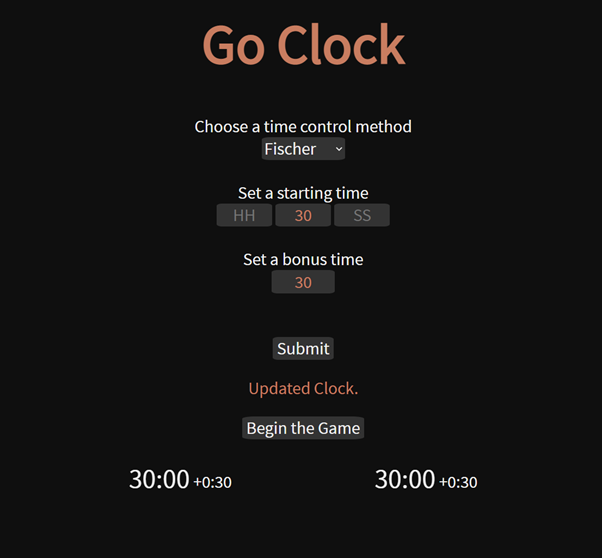 Go Clock
Choose a time control method
Fischer
Set a starting time
HH 30 SS
Set a bonus time
30
Submit
Updated Clock.
Begin the Game
30:00 +0:30 30:00 +0:30